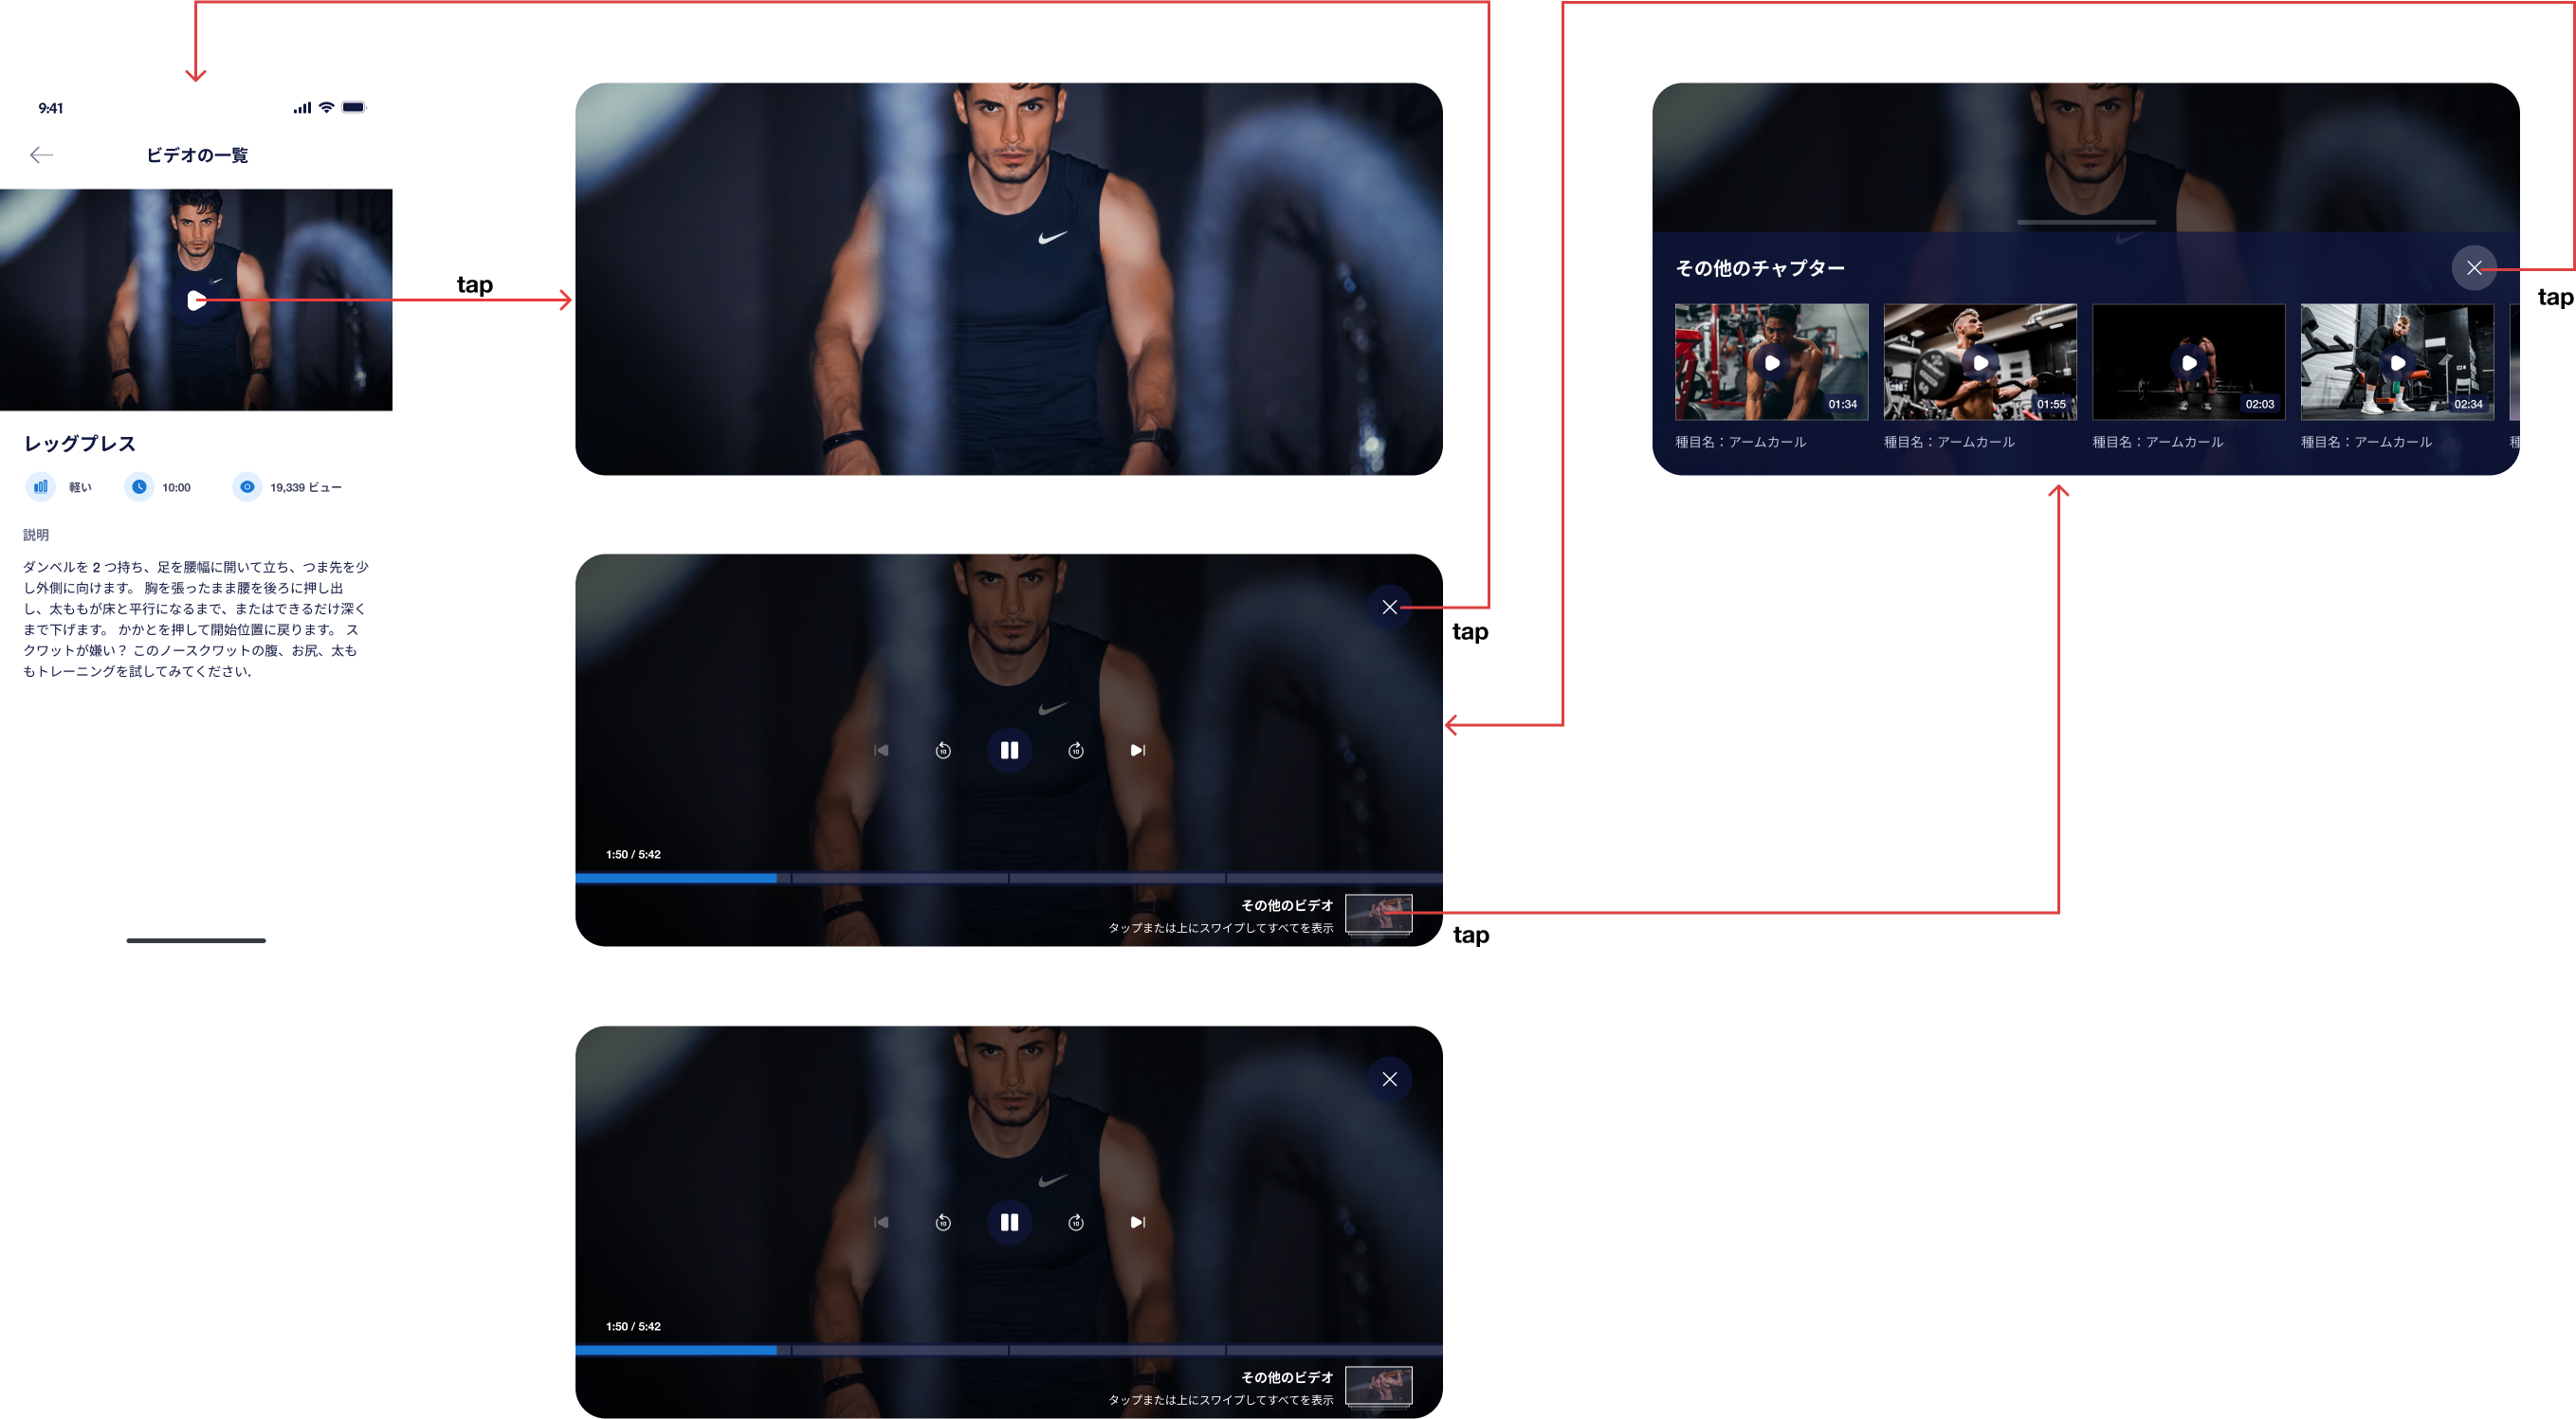 9:41
ビデオの一覧
レッグプレス
軽い 10:00 19,339 ビュー
説明
ダンベルを 2 つ持ち、足を腰幅に開いて立ち、つま先を少
し外側に向けます。 胸を張ったまま腰を後ろに押し出
し、太ももが床と平行になるまで、またはできるだけ深く
まで下げます。 かかとを押して開始位置に戻ります。 ス
クワットが嫌い？ このノースクワットの腹、お尻、太も
もトレーニングを試してみてください.
tap
tap
10 10
1:50 / 5:42
その他のビデオ
タップまたは上にスワイプしてすべてを表示
tap
10 10
1:50 / 5:42
その他のビデオ
タップまたは上にスワイプしてすべてを表示
その他のチャプター
tap
01:34 01:55 02:03 02:34
種目名：アームカール 種目名：アームカール 種目名：アームカール 種目名：アームカール 種